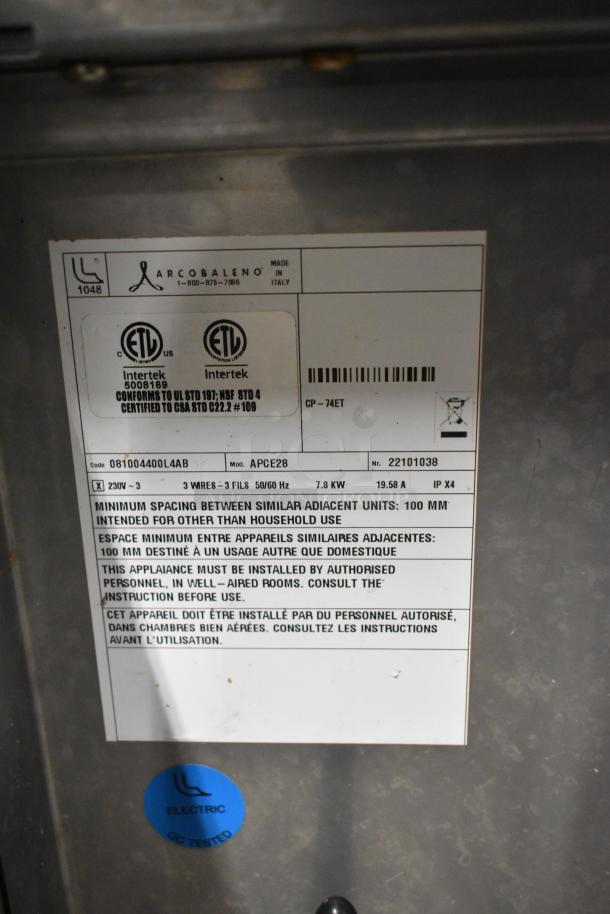 1048
ARCOBALENO
1-800-875-7066
MADE
IN
ITALY
C ETL US
Intertek
5008169
ETL
Intertek
CONFORMS TO UL STD 197; NSF STD 4
CERTIFIED TO CSA STD C22.2 # 109
CP-74ET
Code 081004400L4AB
Mod. APCE28
Nr. 22101038
X 230V ~ 3 3 WIRES - 3 FILS 50/60 Hz 7.8 KW 19.58 A IP X4
MINIMUM SPACING BETWEEN SIMILAR ADIACENT UNITS: 100 MM
INTENDED FOR OTHER THAN HOUSEHOLD USE
ESPACE MINIMUM ENTRE APPAREILS SIMILAIRES ADJACENTES:
100 MM DESTINÉ À UN USAGE AUTRE QUE DOMESTIQUE
THIS APPLAIANCE MUST BE INSTALLED BY AUTHORISED
PERSONNEL, IN WELL-AIRED ROOMS. CONSULT THE
INSTRUCTION BEFORE USE.
CET APPAREIL DOIT ÊTRE INSTALLÉ PAR DU PERSONNEL AUTORISÉ,
DANS CHAMBRES BIEN AÉRÉES. CONSULTEZ LES INSTRUCTIONS
AVANT L'UTILISATION.
ELECTRIC
QC TESTED